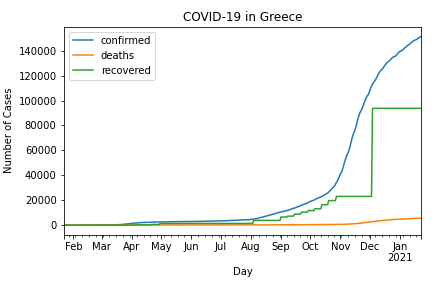 COVID-19 in Greece
confirmed
deaths
recovered
140000
120000
100000
80000
60000
40000
20000
0
Number of Cases
Feb Mar Apr May Jun Jul Aug Sep Oct Nov Dec Jan
2021
Day